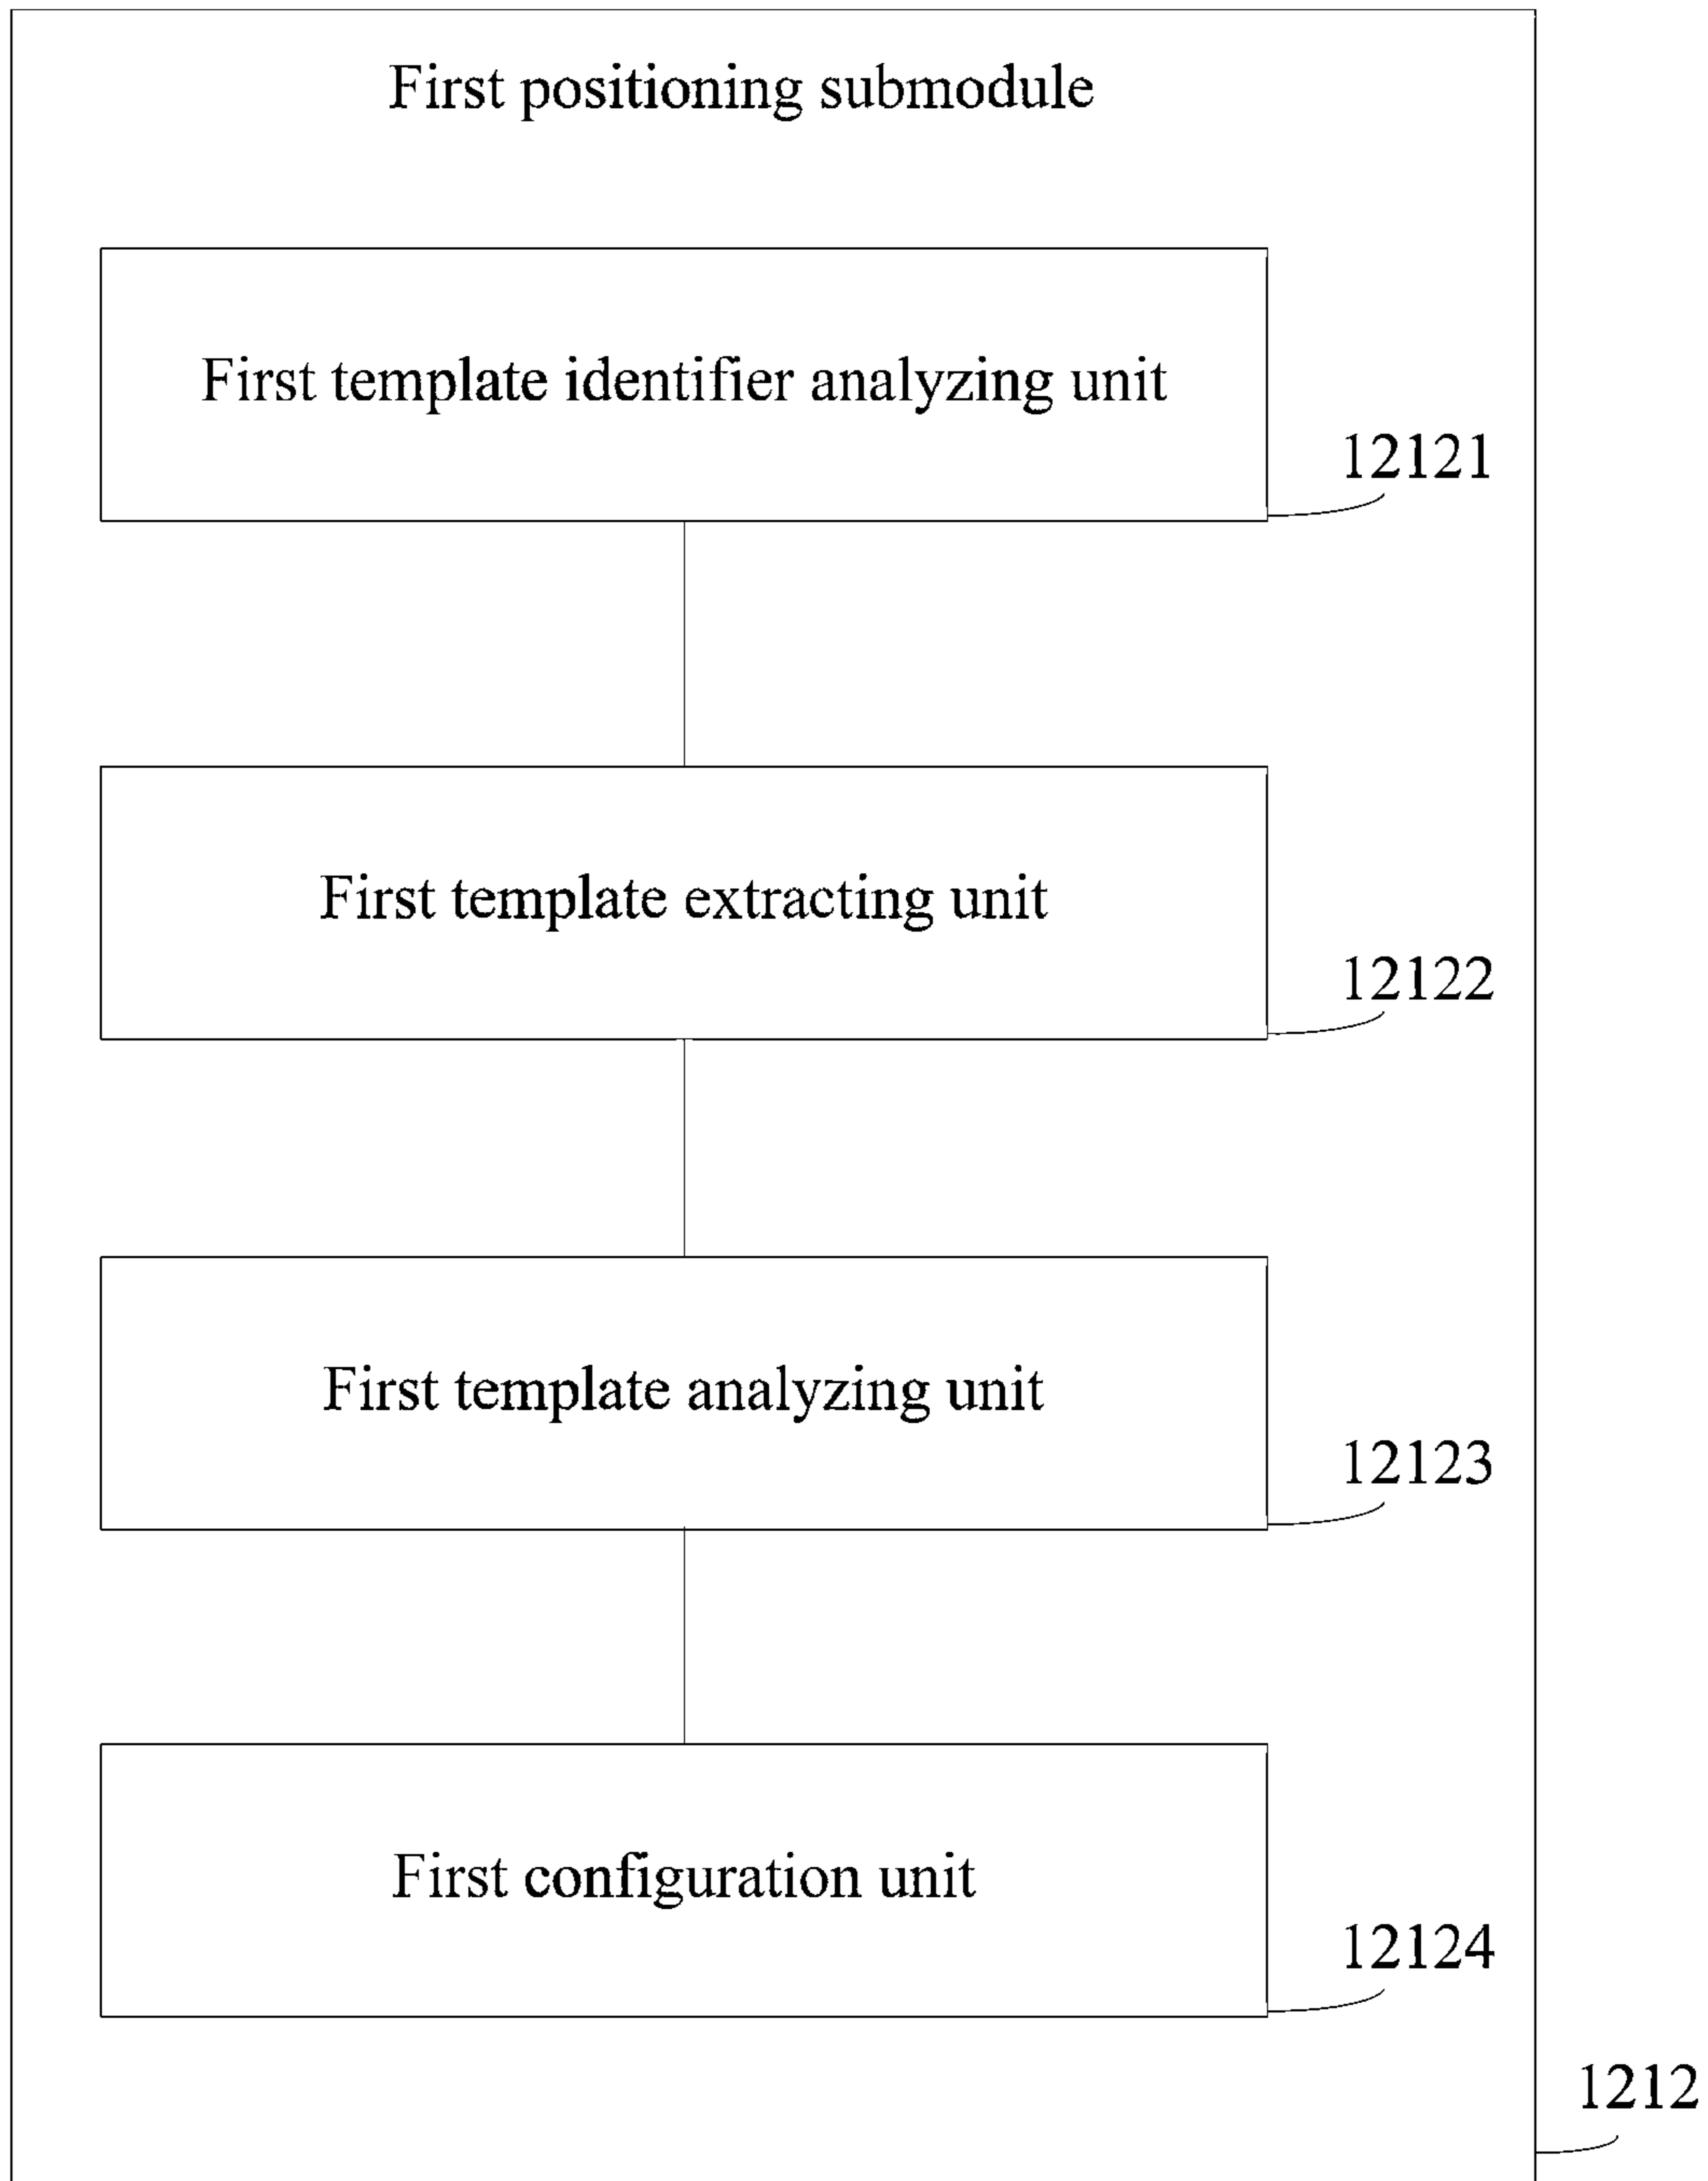 First positioning submodule
First template identifier analyzing unit
12121
First template extracting unit
12122
First template analyzing unit
12123
First configuration unit
12124
1212